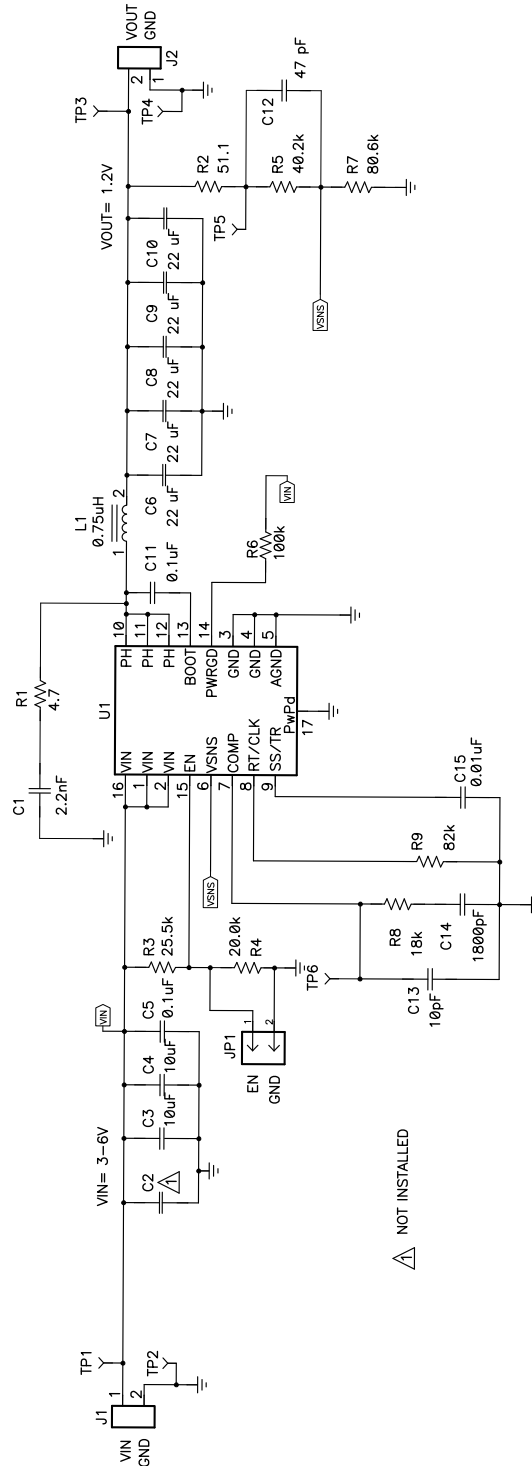 VIN
GND
J1
1
2
TP1
TP2
VIN= 3-6V
C2
1
C3
10uF
C4
10uF
C5
0.1uF
VIN
R3
25.5k
20.0k
R4
JP1
1
2
EN
GND
TP6
C13
10pF
R8
18k
C14
1800pF
R9
82k
C15
0.01uF
1 NOT INSTALLED
C1
2.2nF
R1
4.7
U1
16 VIN
1 VIN
2 VIN
15 EN
6 VSNS
7 COMP
8 RT/CLK
9 SS/TR
VSNS
PH 10
PH 11
PH 12
BOOT 13
PWRGD 14
GND 3
GND 4
AGND 5
PwPd
17
C11
0.1uF
L1
0.75uH
1
2
R6
100k
VIN
C6
22 uF
C7
22 uF
C8
22 uF
C9
22 uF
C10
22 uF
VOUT= 1.2V
TP3
TP4
2
1
J2
VOUT
GND
R2
51.1
TP5
R5
40.2k
C12
47 pF
R7
80.6k
VSNS